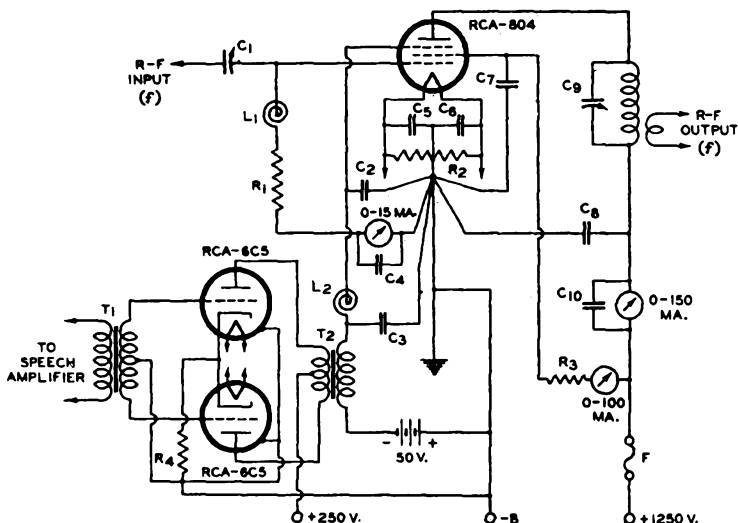 RCA-804
R-F
INPUT
(f)
C1
C7
C9
R-F
OUTPUT
(f)
L1
C5
C6
R1
R2
C2
0-15 MA.
C8
C4
RCA-6C5
L2
C10
0-150
MA.
T1
T2
C3
TO
SPEECH
AMPLIFIER
R3
0-100
MA.
- +
50 V.
R4
RCA-6C5
F
+250 V.
-B
+1250 V.